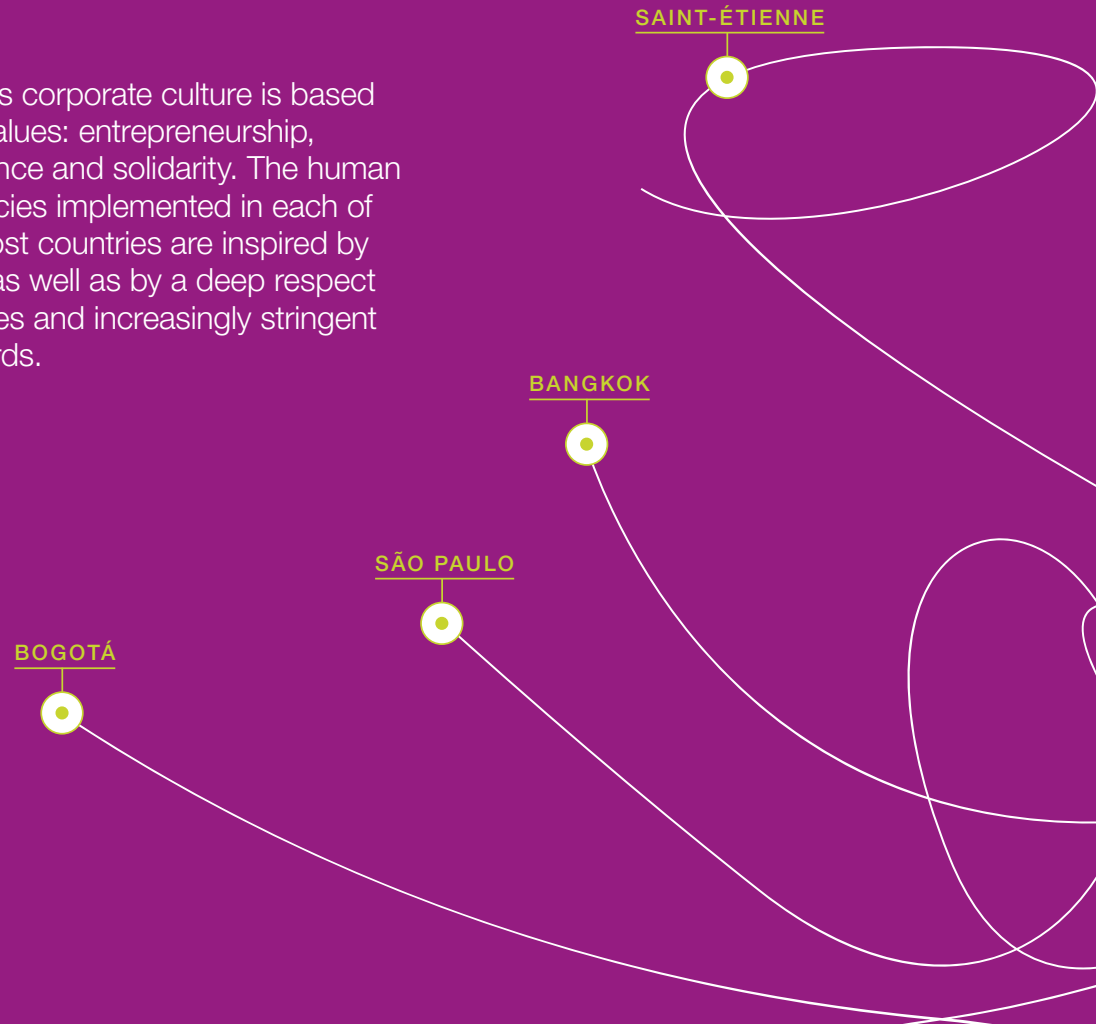 SAINT-ÉTIENNE
s corporate culture is based
alues: entrepreneurship,
nce and solidarity. The human
cies implemented in each of
ost countries are inspired by
as well as by a deep respect
es and increasingly stringent
rds.
BANGKOK
SÃO PAULO
BOGOTÁ